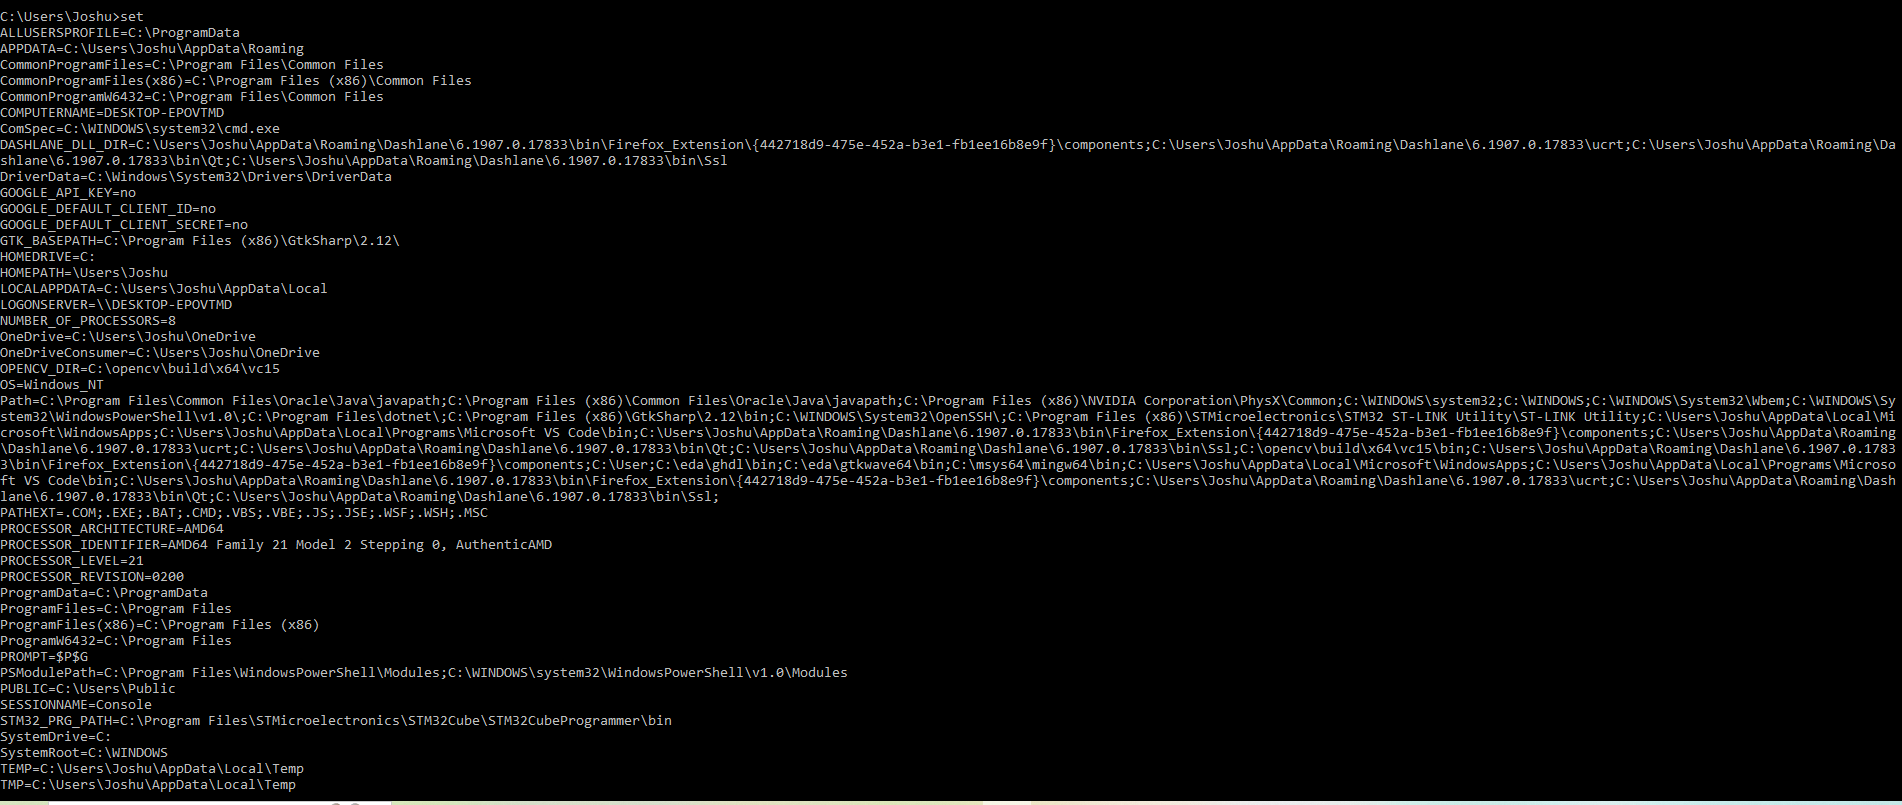 C:\Users\Joshu>set
ALLUSERSPROFILE=C:\ProgramData
APPDATA=C:\Users\Joshu\AppData\Roaming
CommonProgramFiles=C:\Program Files\Common Files
CommonProgramFiles(x86)=C:\Program Files (x86)\Common Files
CommonProgramW6432=C:\Program Files\Common Files
COMPUTERNAME=DESKTOP-EPOVTMD
ComSpec=C:\WINDOWS\system32\cmd.exe
DASHLANE_DLL_DIR=C:\Users\Joshu\AppData\Roaming\Dashlane\6.1907.0.17833\bin\Firefox_Extension\{442718d9-475e-452a-b3e1-fb1ee16b8e9f}\components;C:\Users\Joshu\AppData\Roaming\Dashlane\6.1907.0.17833\ucrt;C:\Users\Joshu\AppData\Roaming\Da
shlane\6.1907.0.17833\bin\Qt;C:\Users\Joshu\AppData\Roaming\Dashlane\6.1907.0.17833\bin\Ssl
DriverData=C:\Windows\System32\Drivers\DriverData
GOOGLE_API_KEY=no
GOOGLE_DEFAULT_CLIENT_ID=no
GOOGLE_DEFAULT_CLIENT_SECRET=no
GTK_BASEPATH=C:\Program Files (x86)\GtkSharp\2.12\
HOMEDRIVE=C:
HOMEPATH=\Users\Joshu
LOCALAPPDATA=C:\Users\Joshu\AppData\Local
LOGONSERVER=\\DESKTOP-EPOVTMD
NUMBER_OF_PROCESSORS=8
OneDrive=C:\Users\Joshu\OneDrive
OneDriveConsumer=C:\Users\Joshu\OneDrive
OPENCV_DIR=C:\opencv\build\x64\vc15
OS=Windows_NT
Path=C:\Program Files\Common Files\Oracle\Java\javapath;C:\Program Files (x86)\Common Files\Oracle\Java\javapath;C:\Program Files (x86)\NVIDIA Corporation\PhysX\Common;C:\WINDOWS\system32;C:\WINDOWS;C:\WINDOWS\System32\Wbem;C:\WINDOWS\Sy
stem32\WindowsPowerShell\v1.0\;C:\Program Files\dotnet\;C:\Program Files (x86)\GtkSharp\2.12\bin;C:\WINDOWS\System32\OpenSSH\;C:\Program Files (x86)\STMicroelectronics\STM32 ST-LINK Utility\ST-LINK Utility;C:\Users\Joshu\AppData\Local\Mi
crosoft\WindowsApps;C:\Users\Joshu\AppData\Local\Programs\Microsoft VS Code\bin;C:\Users\Joshu\AppData\Roaming\Dashlane\6.1907.0.17833\bin\Firefox_Extension\{442718d9-475e-452a-b3e1-fb1ee16b8e9f}\components;C:\Users\Joshu\AppData\Roaming
\Dashlane\6.1907.0.17833\ucrt;C:\Users\Joshu\AppData\Roaming\Dashlane\6.1907.0.17833\bin\Qt;C:\Users\Joshu\AppData\Roaming\Dashlane\6.1907.0.17833\bin\Ssl;C:\opencv\build\x64\vc15\bin;C:\Users\Joshu\AppData\Roaming\Dashlane\6.1907.0.1783
3\bin\Firefox_Extension\{442718d9-475e-452a-b3e1-fb1ee16b8e9f}\components;C:\User;C:\eda\ghdl\bin;C:\eda\gtkwave64\bin;C:\msys64\mingw64\bin;C:\Users\Joshu\AppData\Local\Microsoft\WindowsApps;C:\Users\Joshu\AppData\Local\Programs\Microso
ft VS Code\bin;C:\Users\Joshu\AppData\Roaming\Dashlane\6.1907.0.17833\bin\Firefox_Extension\{442718d9-475e-452a-b3e1-fb1ee16b8e9f}\components;C:\Users\Joshu\AppData\Roaming\Dashlane\6.1907.0.17833\ucrt;C:\Users\Joshu\AppData\Roaming\Dash
lane\6.1907.0.17833\bin\Qt;C:\Users\Joshu\AppData\Roaming\Dashlane\6.1907.0.17833\bin\Ssl;
PATHEXT=.COM;.EXE;.BAT;.CMD;.VBS;.VBE;.JS;.JSE;.WSF;.WSH;.MSC
PROCESSOR_ARCHITECTURE=AMD64
PROCESSOR_IDENTIFIER=AMD64 Family 21 Model 2 Stepping 0, AuthenticAMD
PROCESSOR_LEVEL=21
PROCESSOR_REVISION=0200
ProgramData=C:\ProgramData
ProgramFiles=C:\Program Files
ProgramFiles(x86)=C:\Program Files (x86)
ProgramW6432=C:\Program Files
PROMPT=$P$G
PSModulePath=C:\Program Files\WindowsPowerShell\Modules;C:\WINDOWS\system32\WindowsPowerShell\v1.0\Modules
PUBLIC=C:\Users\Public
SESSIONNAME=Console
STM32_PRG_PATH=C:\Program Files\STMicroelectronics\STM32Cube\STM32CubeProgrammer\bin
SystemDrive=C:
SystemRoot=C:\WINDOWS
TEMP=C:\Users\Joshu\AppData\Local\Temp
TMP=C:\Users\Joshu\AppData\Local\Temp